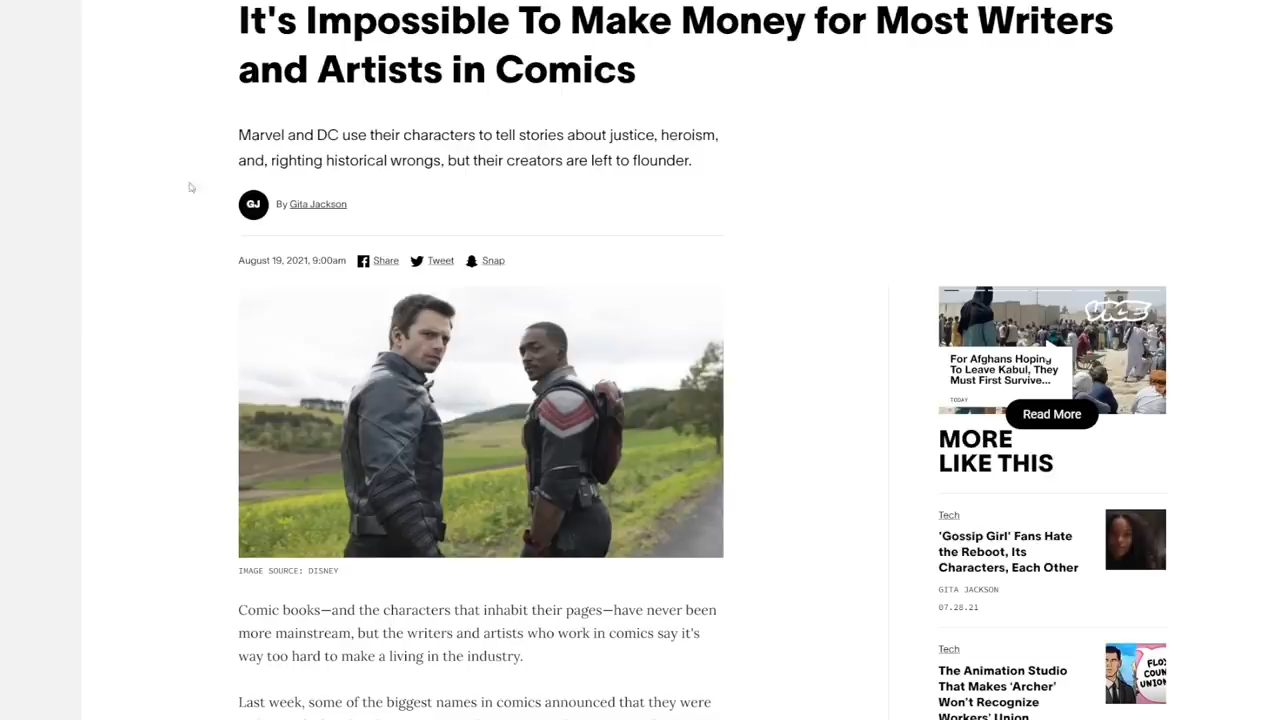 It's Impossible To Make Money for Most Writers
and Artists in Comics
Marvel and DC use their characters to tell stories about justice, heroism,
and, righting historical wrongs, but their creators are left to flounder.
GJ
By Gita Jackson
August 19, 2021, 9:00am
Share
Tweet
Snap
IMAGE SOURCE: DISNEY
Comic books—and the characters that inhabit their pages—have never been
more mainstream, but the writers and artists who work in comics say it's
way too hard to make a living in the industry.
Last week, some of the biggest names in comics announced that they were
VICE
For Afghans Hoping
To Leave Kabul, They
Must First Survive...
TODAY
Read More
MORE
LIKE THIS
Tech
'Gossip Girl' Fans Hate
the Reboot, Its
Characters, Each Other
GITA JACKSON
07.28.21
Tech
The Animation Studio
That Makes 'Archer'
Won't Recognize
Workers' Union